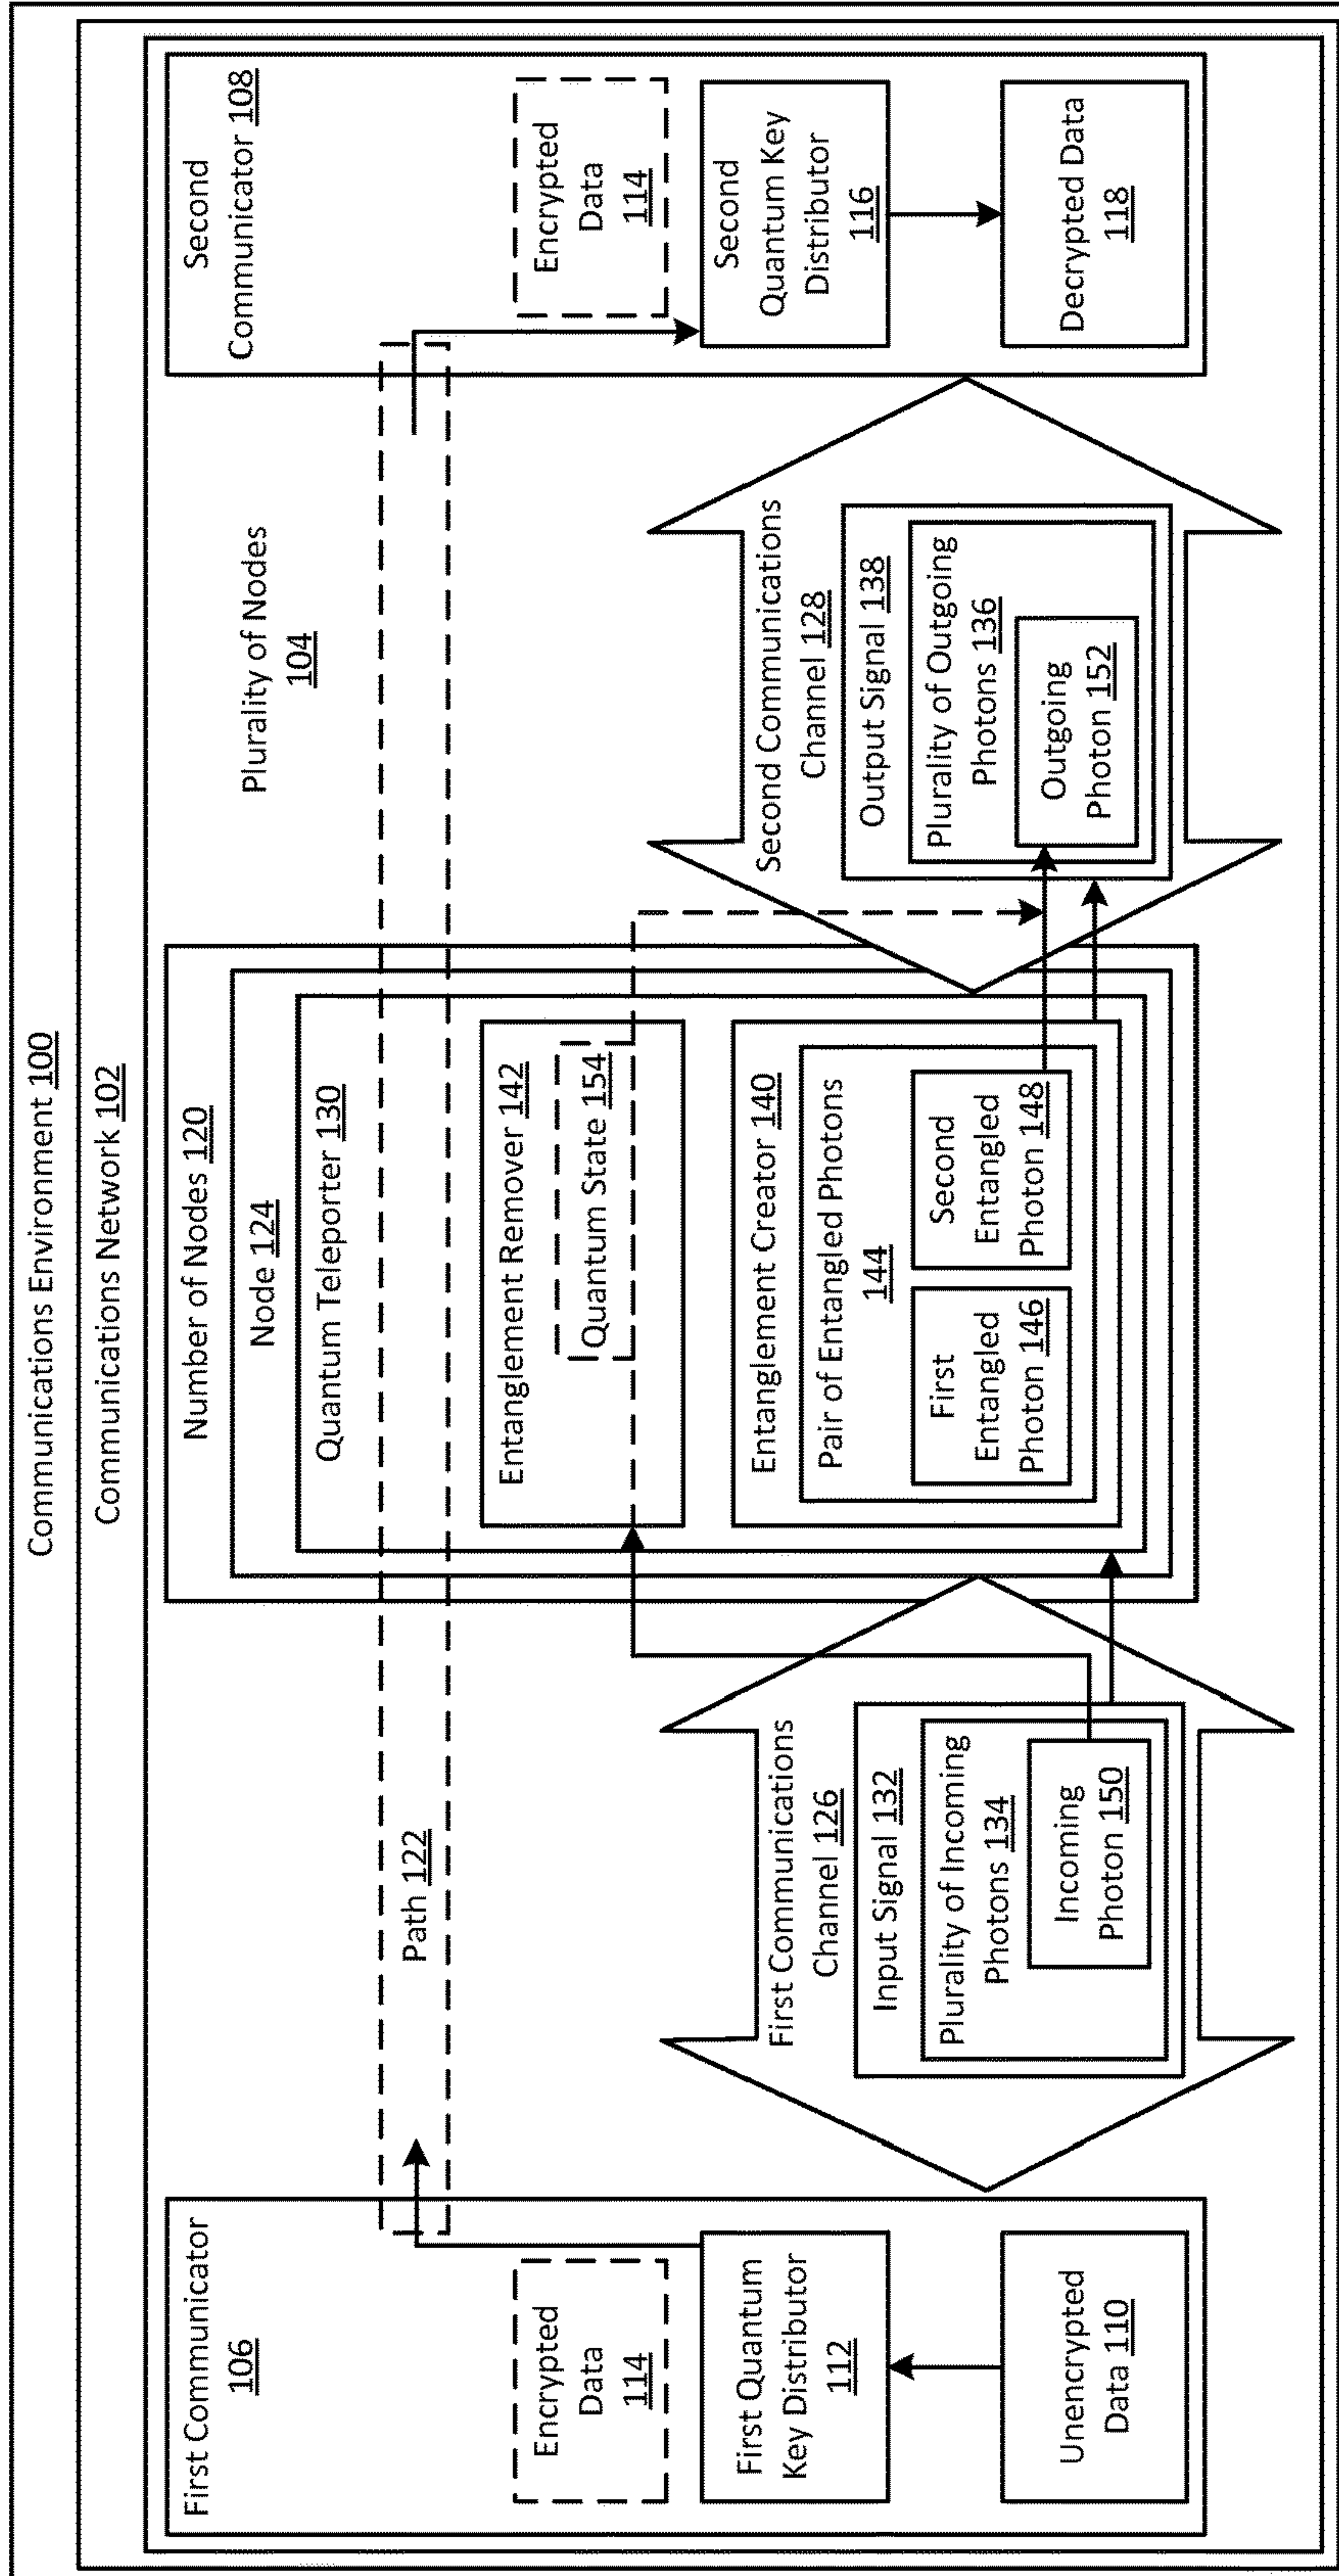 Communications Environment 100
Communications Network 102
First Communicator
106
Encrypted
Data
114
First Quantum
Key Distributor
112
Unencrypted
Data 110
Path 122
First Communications
Channel 126
Input Signal 132
Plurality of Incoming
Photons 134
Incoming
Photon 150
Number of Nodes 120
Node 124
Quantum Teleporter 130
Entanglement Remover 142
Quantum State 154
Entanglement Creator 140
Pair of Entangled Photons
144
First
Entangled
Photon 146
Second
Entangled
Photon 148
Plurality of Nodes
104
Second Communications
Channel 128
Output Signal 138
Plurality of Outgoing
Photons 136
Outgoing
Photon 152
Second
Communicator 108
Encrypted
Data
114
Second
Quantum Key
Distributor
116
Decrypted Data
118